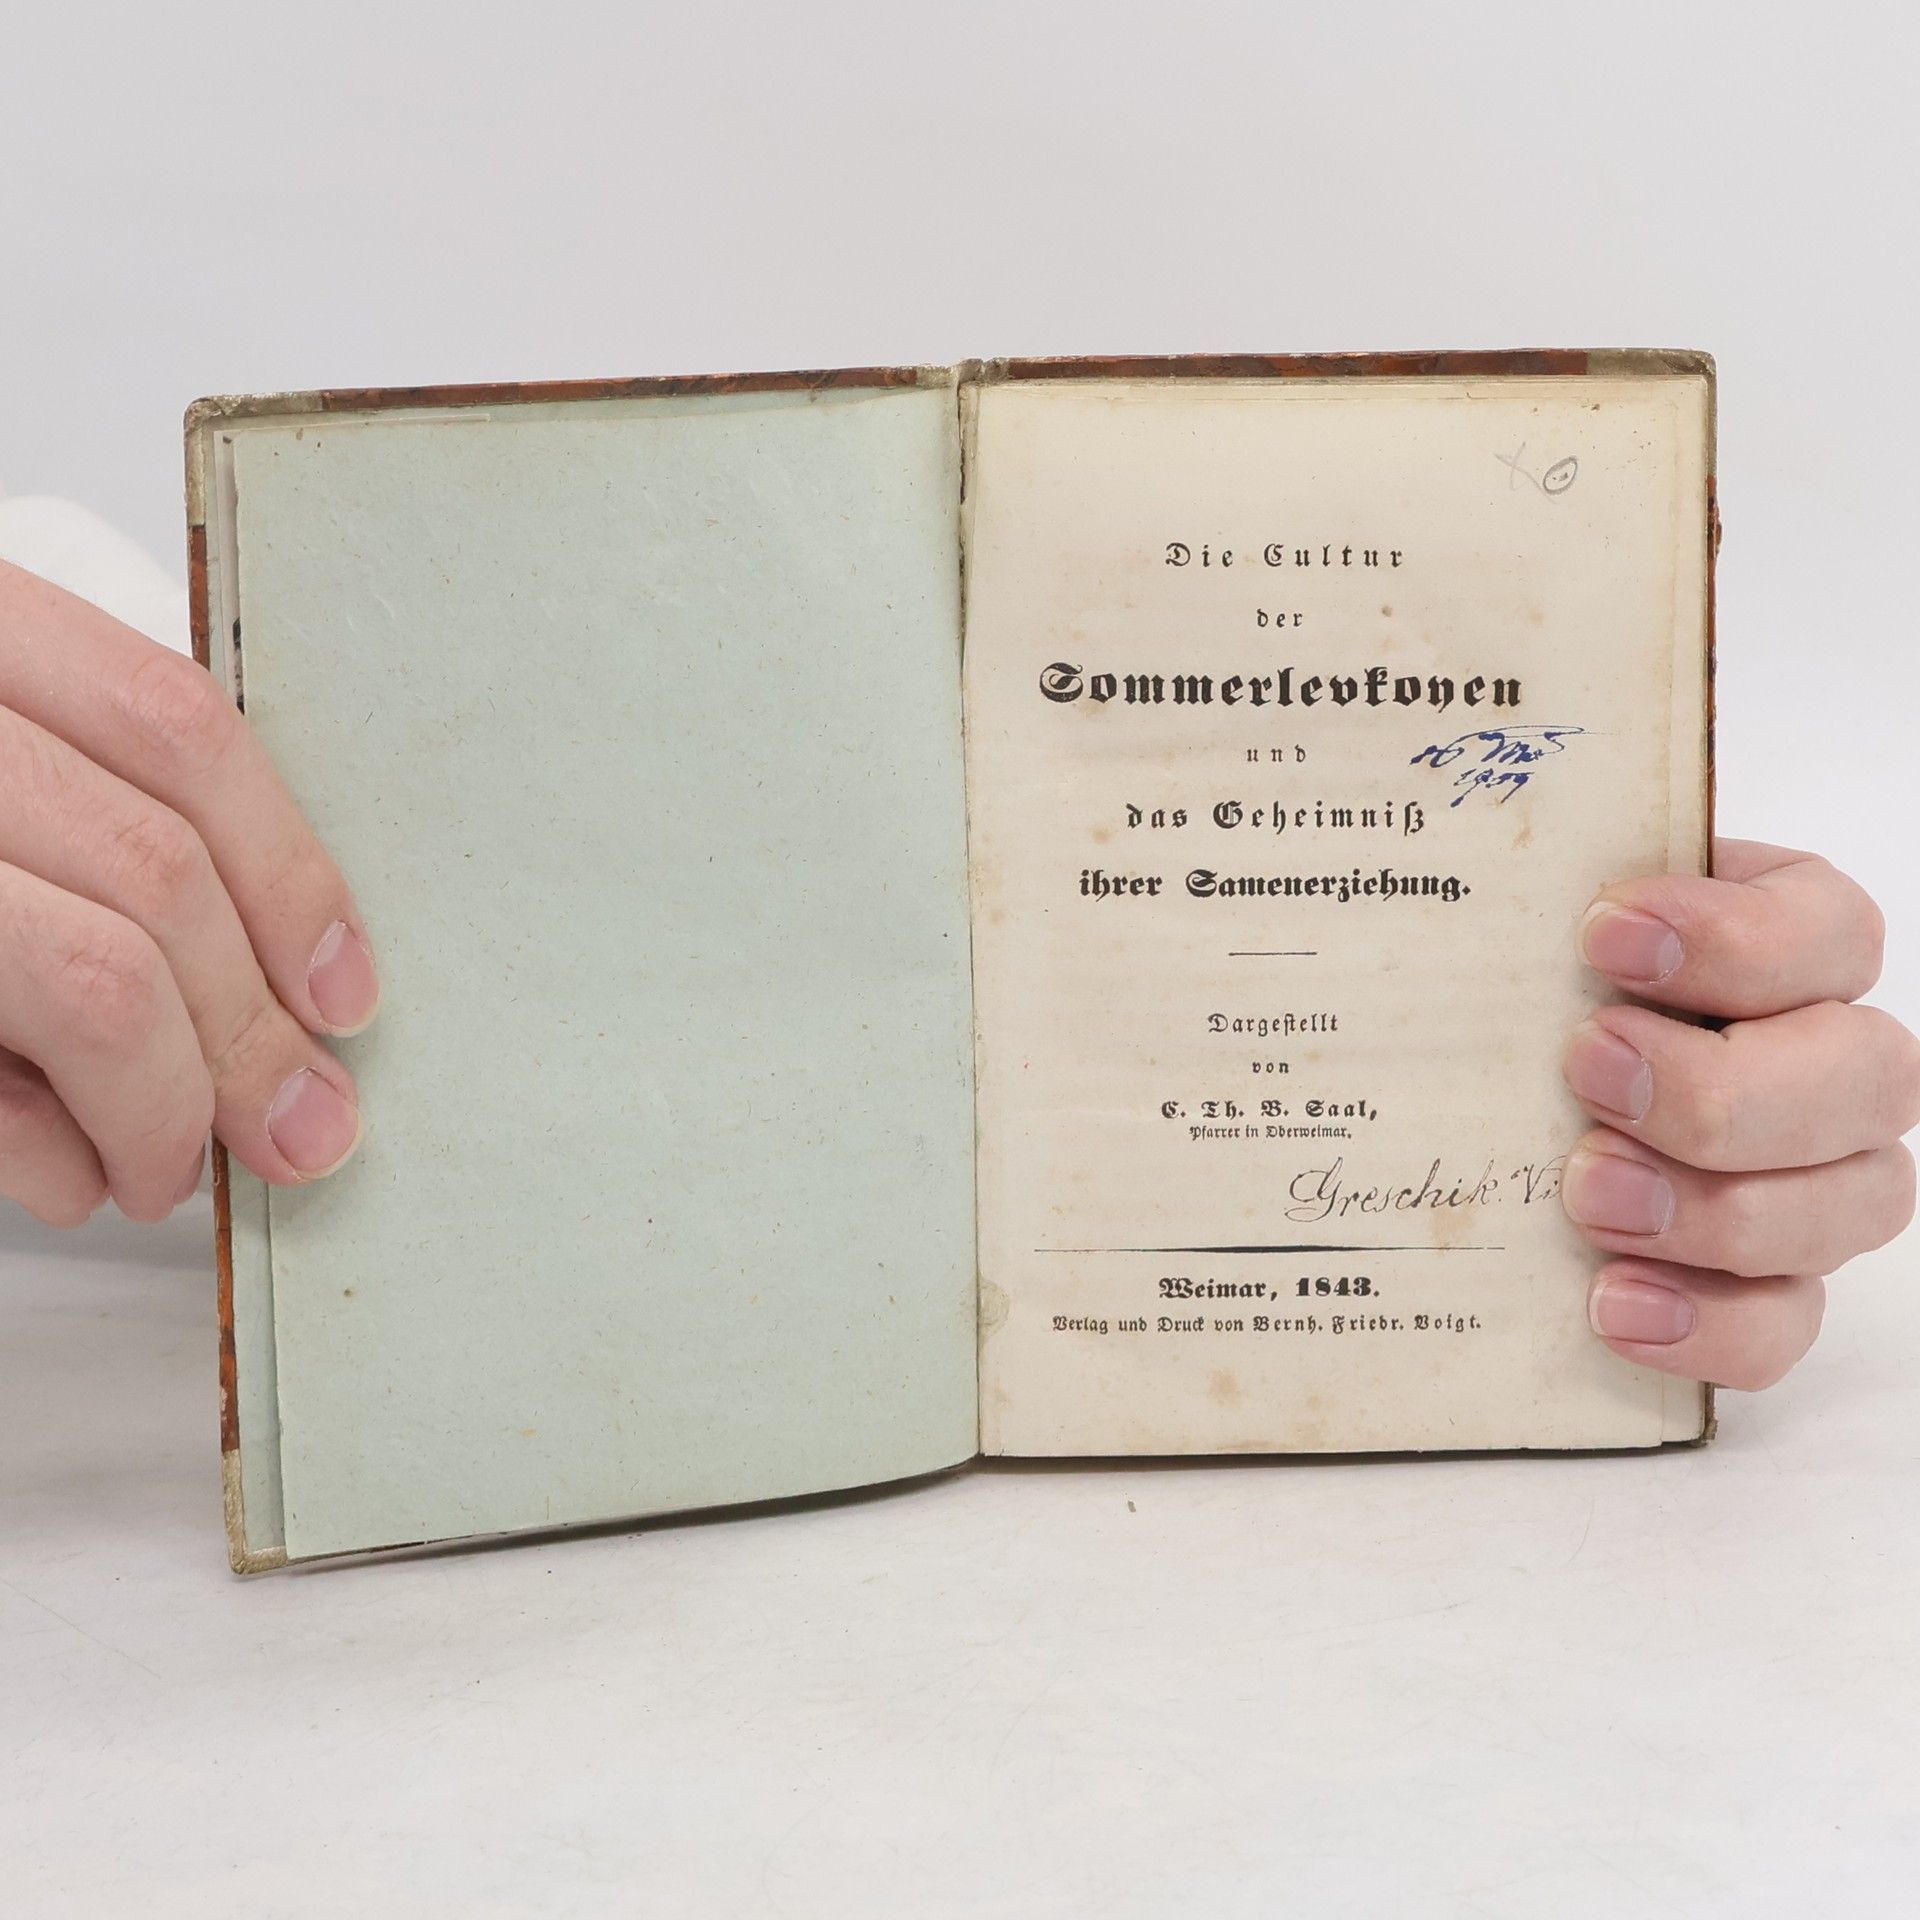 Die Cultur
der
Sommerlevkoyen
und
das Geheimniß
ihrer Samenerziehung.
Dargestellt
von
C. Th. B. Saal,
Pfarrer in Oberweimar.
Greschik
Weimar, 1843.
Verlag und Druck von Bernh. Friedr. Voigt.